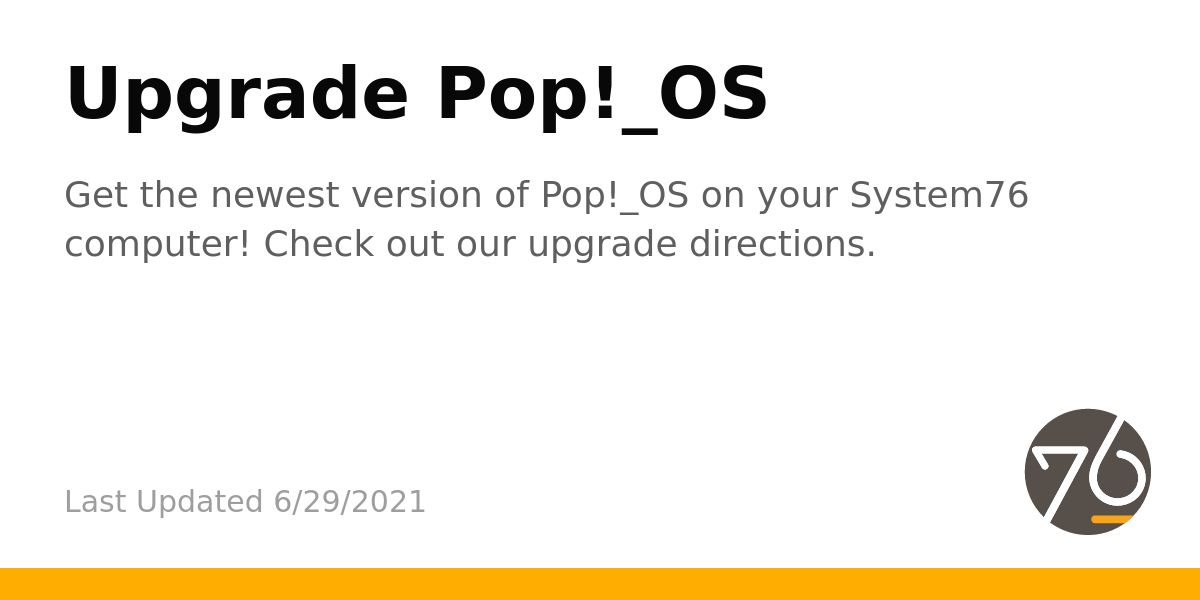 Upgrade Pop!_OS
Get the newest version of Pop!_OS on your System76
computer! Check out our upgrade directions.
Last Updated 6/29/2021
76